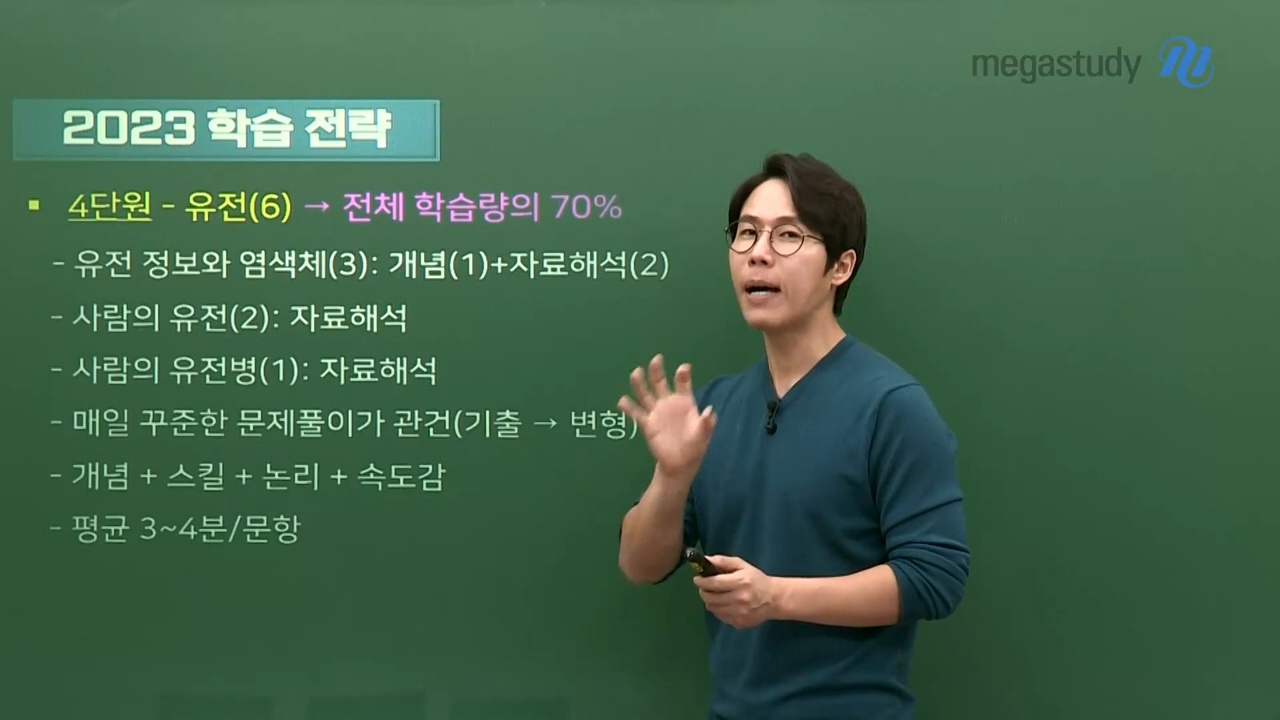 megastudy
2023 학습 전략
▪ 4단원 - 유전(6) → 전체 학습량의 70%
- 유전 정보와 염색체(3): 개념(1)+자료해석(2)
- 사람의 유전(2): 자료해석
- 사람의 유전병(1): 자료해석
- 매일 꾸준한 문제풀이가 관건(기출 → 변형)
- 개념 + 스킬 + 논리 + 속도감
- 평균 3~4분/문항